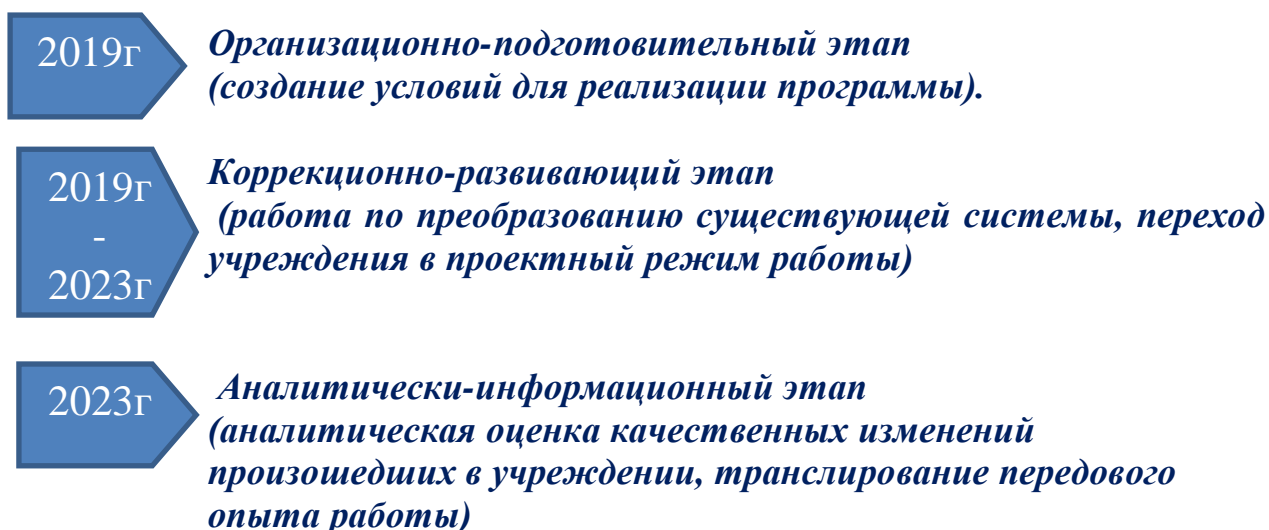 2019г
Организационно-подготовительный этап
(создание условий для реализации программы).
2019г
-
2023г
Коррекционно-развивающий этап
(работа по преобразованию существующей системы, переход
учреждения в проектный режим работы)
2023г
Аналитически-информационный этап
(аналитическая оценка качественных изменений
произошедших в учреждении, транслирование передового
опыта работы)